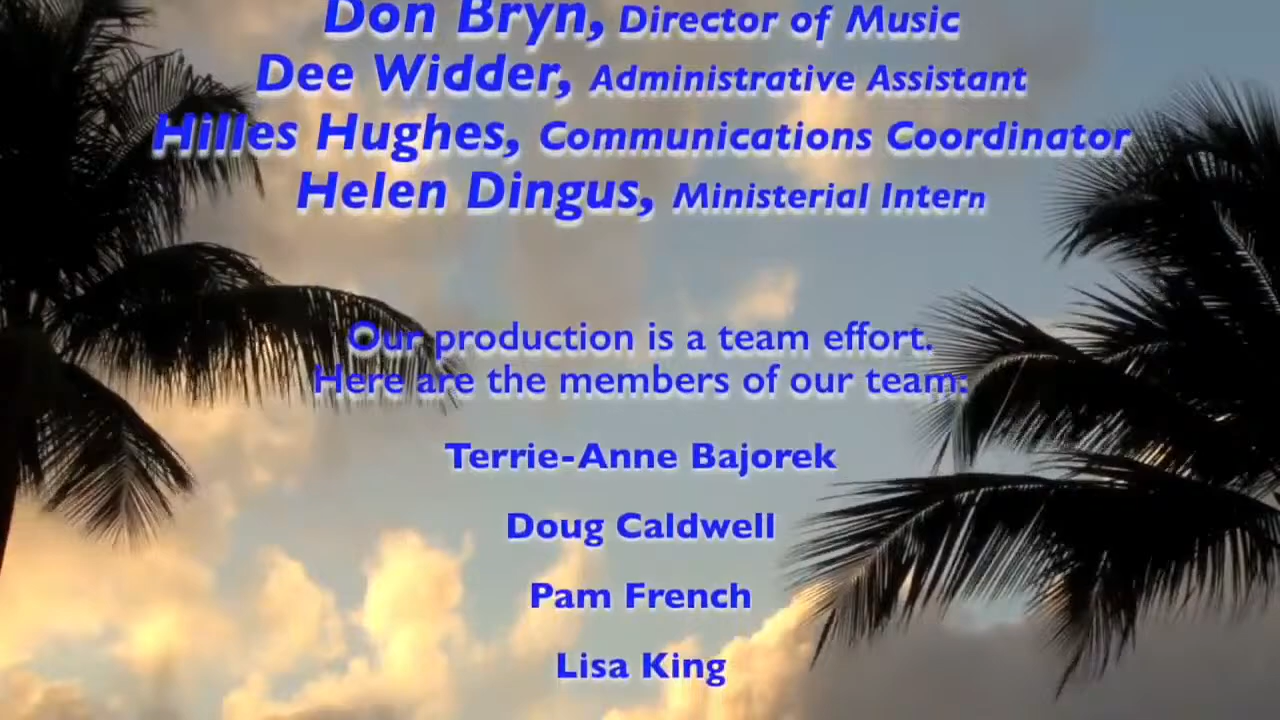 Don Bryn, Director of Music
Dee Widder, Administrative Assistant
Hilles Hughes, Communications Coordinator
Helen Dingus, Ministerial Intern
Our production is a team effort.
Here are the members of our team:
Terrie-Anne Bajorek
Doug Caldwell
Pam French
Lisa King